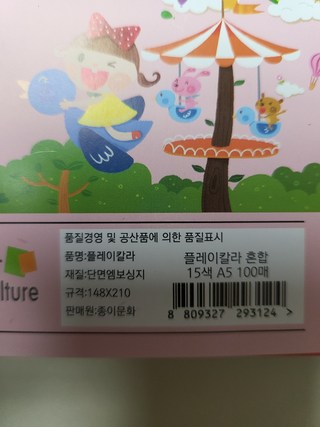 품질경영 및 공산품에 의한 품질표시
품명:플레이칼라
재질:단면엠보싱지
규격:148X210
판매원:종이문화
플레이칼라 혼합
15색 A5 100매
8 809327 293124 >
lture